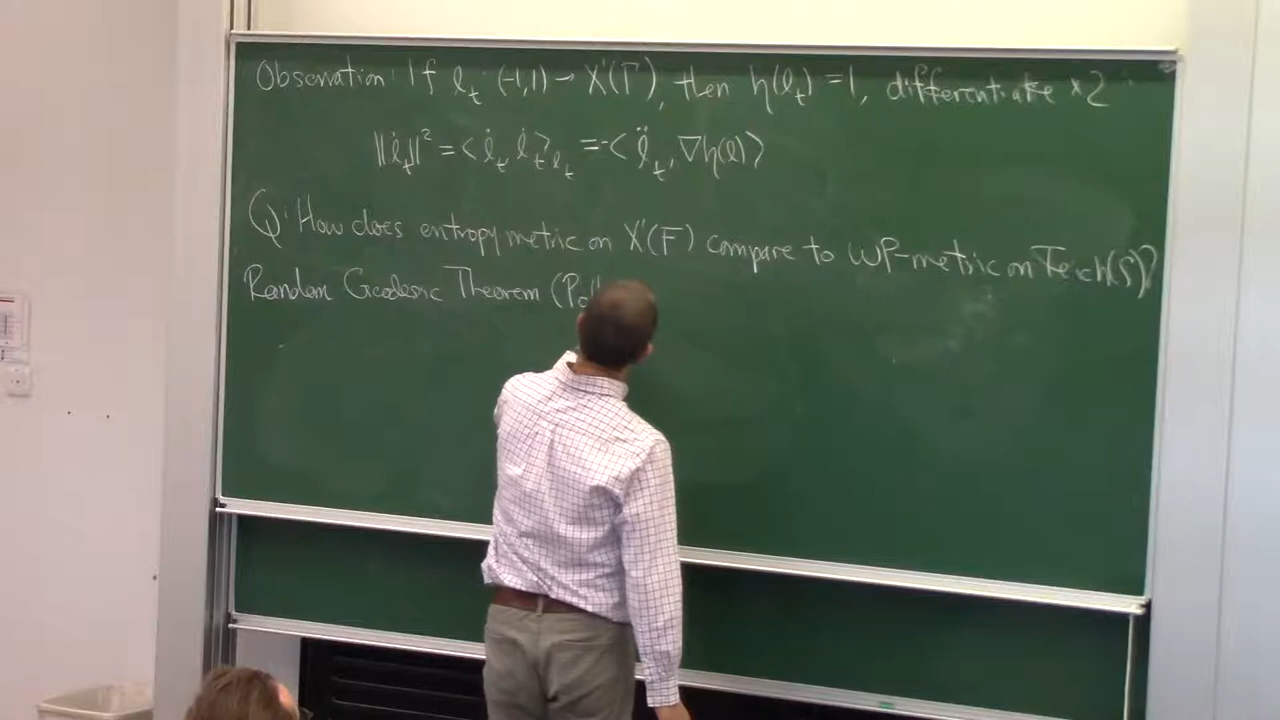 Observation: If ℓ_t : (-1,1) → X'(Γ), then h(ℓ_t) = 1, differentiate ×2 :
||ℓ̇_t||² = <ℓ̇_t, ℓ̇_t>_{ℓ_t} = -<ℓ̈_t, ∇h(ℓ)>
Q: How does entropy metric on X'(F) compare to WP-metric on Teich(S)?
Random Geodesic Theorem (Poll